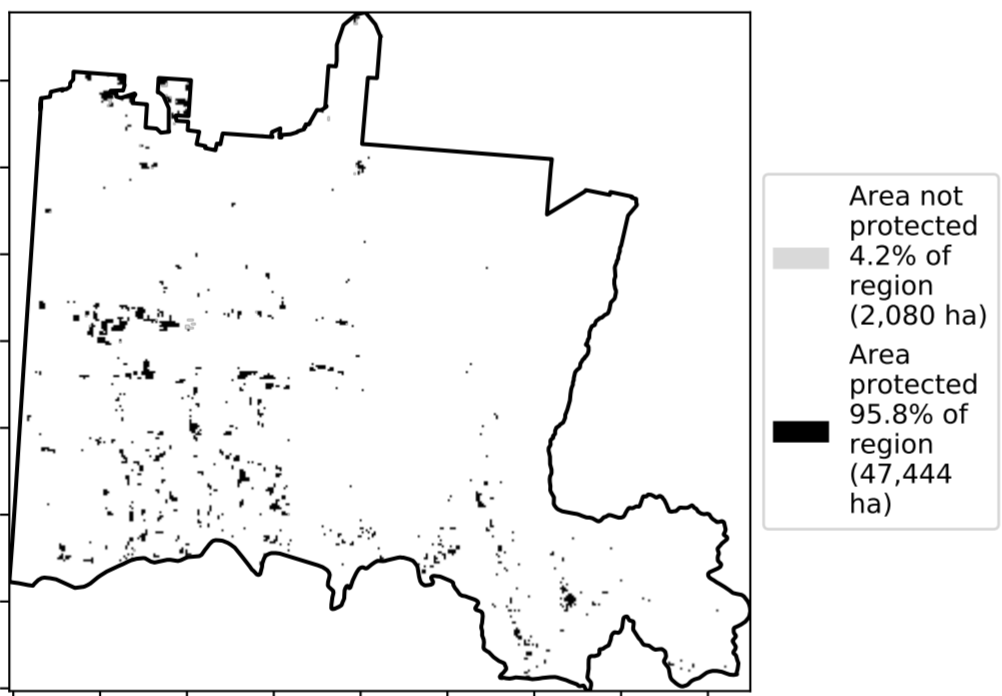 Area not
protected
4.2% of
region
(2,080 ha)
Area
protected
95.8% of
region
(47,444
ha)